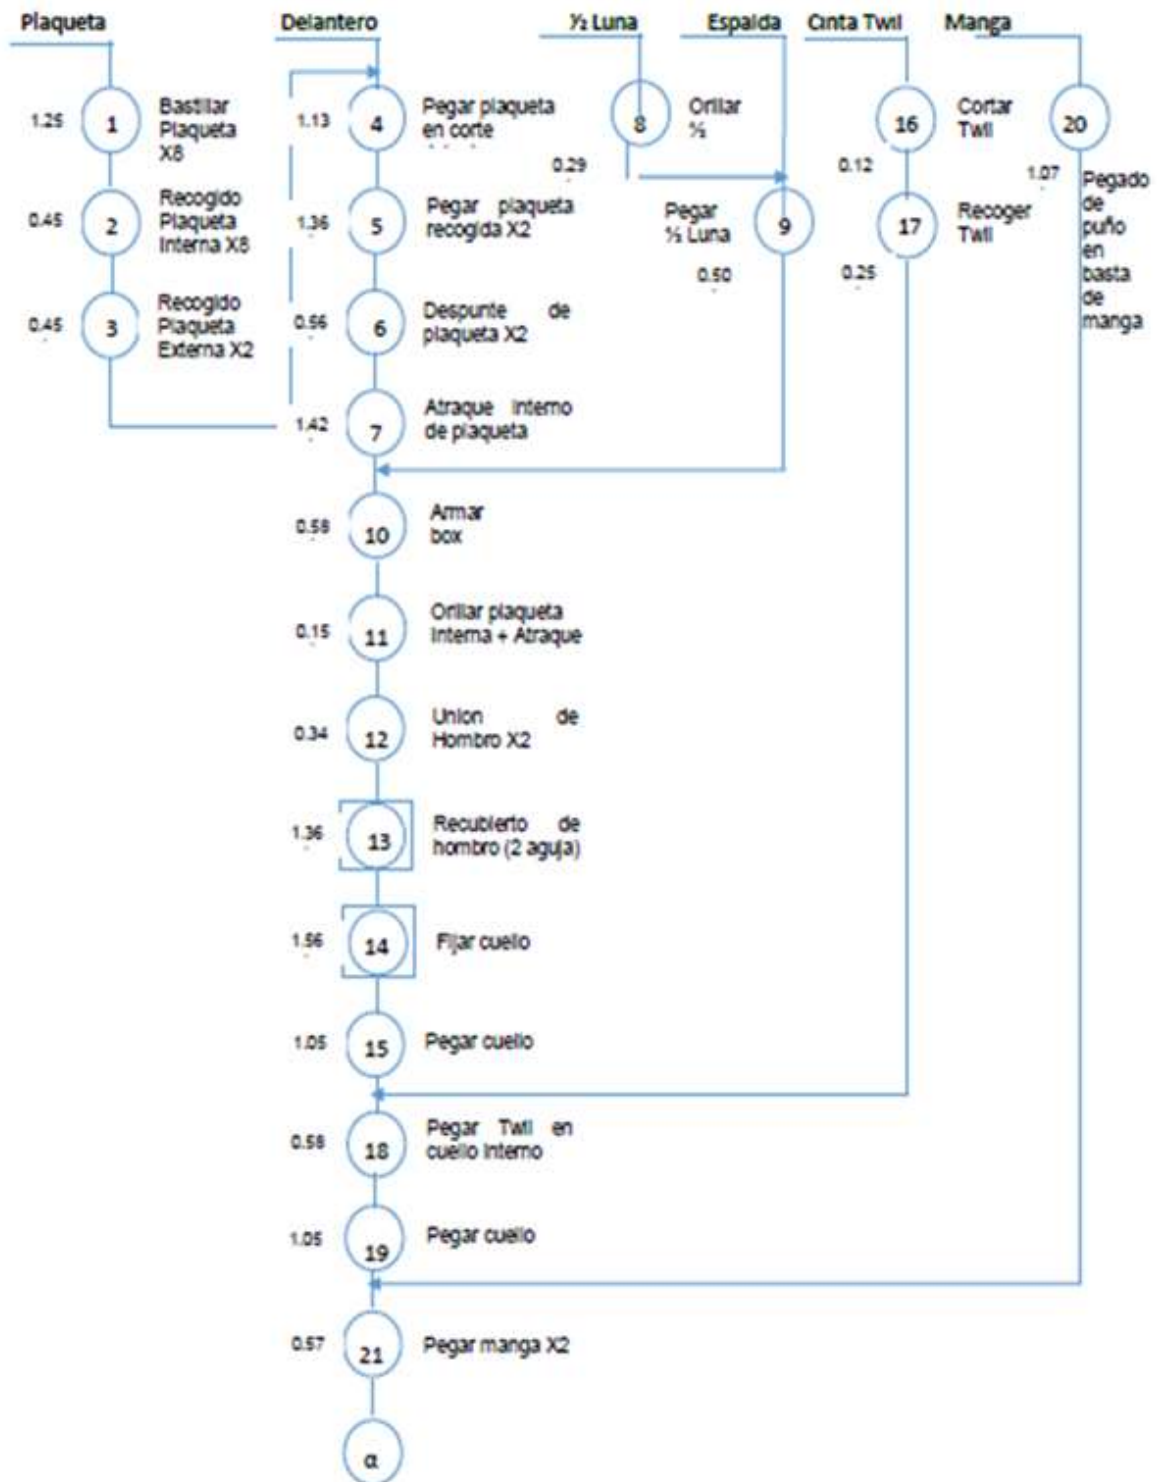 Plaqueta
Delantero
½ Luna
Espalda
Cinta Twil
Manga
1.25
1
Bastillar
Plaqueta
X8
0.45
2
Recogido
Plaqueta
Interna X8
0.45
3
Recogido
Plaqueta
Externa X2
1.13
4
Pegar plaqueta
en corte
1.36
5
Pegar plaqueta
recogida X2
0.56
6
Despunte de
plaqueta X2
1.42
7
Atraque Interno
de plaqueta
8
Orillar
½
0.29
Pegar
½ Luna
9
0.50
16
Cortar
Twil
0.12
17
Recoger
Twil
0.25
20
1.07
Pegado
de
puño
en
basta
de
manga
0.58
10
Armar
box
0.15
11
Orillar plaqueta
Interna + Atraque
0.34
12
Union de
Hombro X2
1.36
13
Recubierto de
hombro (2 aguja)
1.56
14
Fijar cuello
1.05
15
Pegar cuello
0.58
18
Pegar Twil en
cuello Interno
1.05
19
Pegar cuello
0.57
21
Pegar manga X2
α